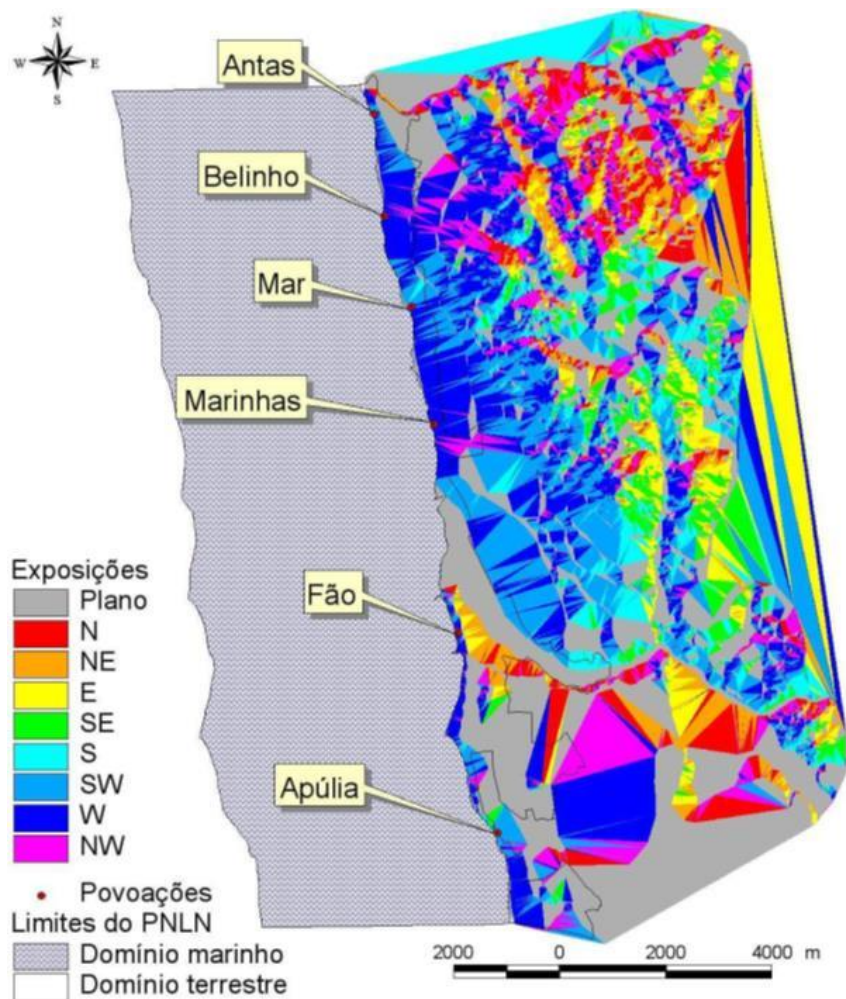 N
W E
S
Antas
Belinho
Mar
Marinhas
Fão
Apúlia
Exposições
Plano
N
NE
E
SE
S
SW
W
NW
Povoações
Limites do PNLN
Domínio marinho
Domínio terrestre
2000 0 2000 4000 m